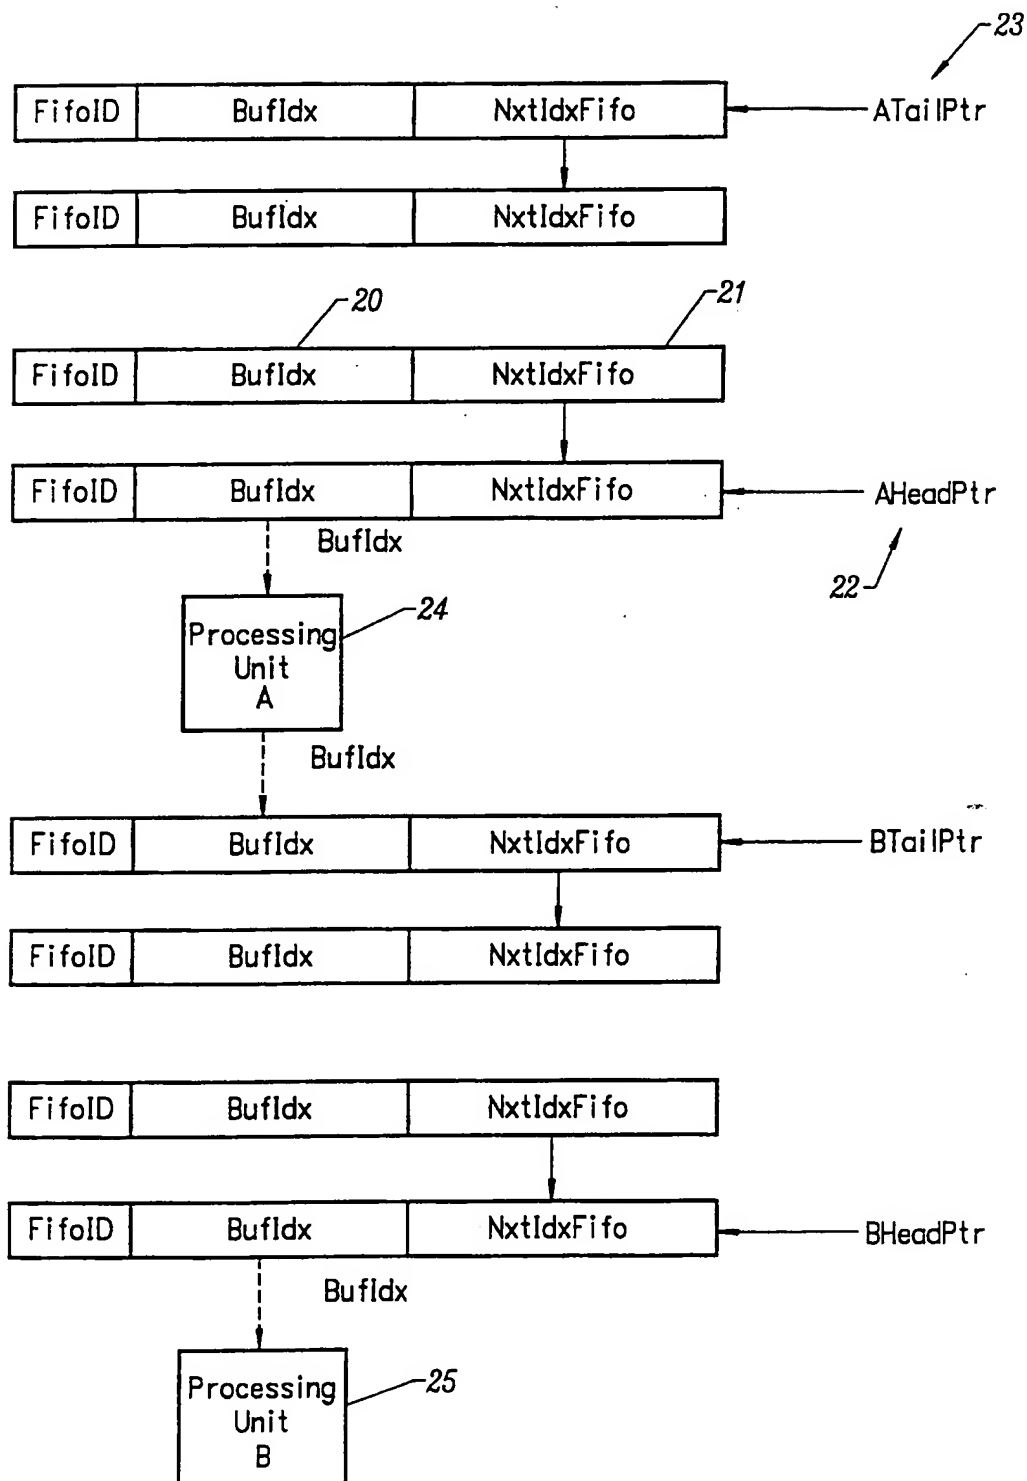 23
FifoID BufIdx NxtIdxFifo ATailPtr
FifoID BufIdx NxtIdxFifo
20 21
FifoID BufIdx NxtIdxFifo
FifoID BufIdx NxtIdxFifo AHeadPtr
BufIdx
22
24
Processing
Unit
A
BufIdx
FifoID BufIdx NxtIdxFifo BTailPtr
FifoID BufIdx NxtIdxFifo
FifoID BufIdx NxtIdxFifo
FifoID BufIdx NxtIdxFifo BHeadPtr
BufIdx
25
Processing
Unit
B